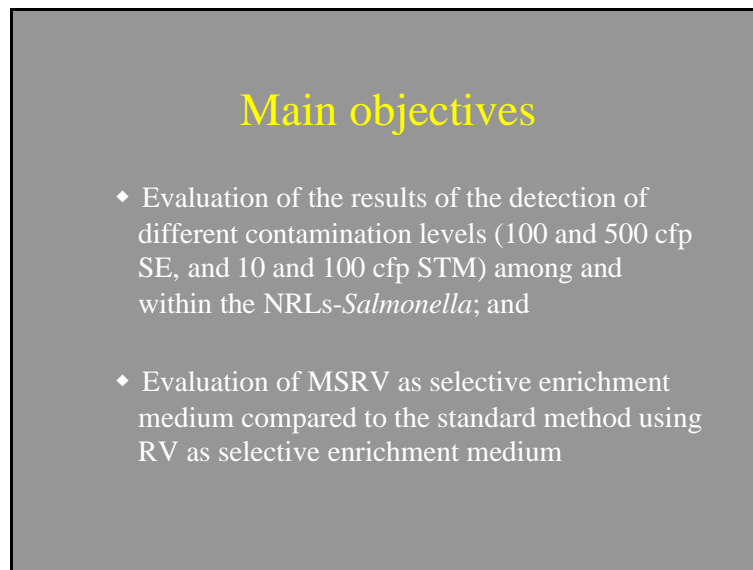 Main objectives
◆ Evaluation of the results of the detection of
different contamination levels (100 and 500 cfp
SE, and 10 and 100 cfp STM) among and
within the NRLs-Salmonella; and
◆ Evaluation of MSRV as selective enrichment
medium compared to the standard method using
RV as selective enrichment medium